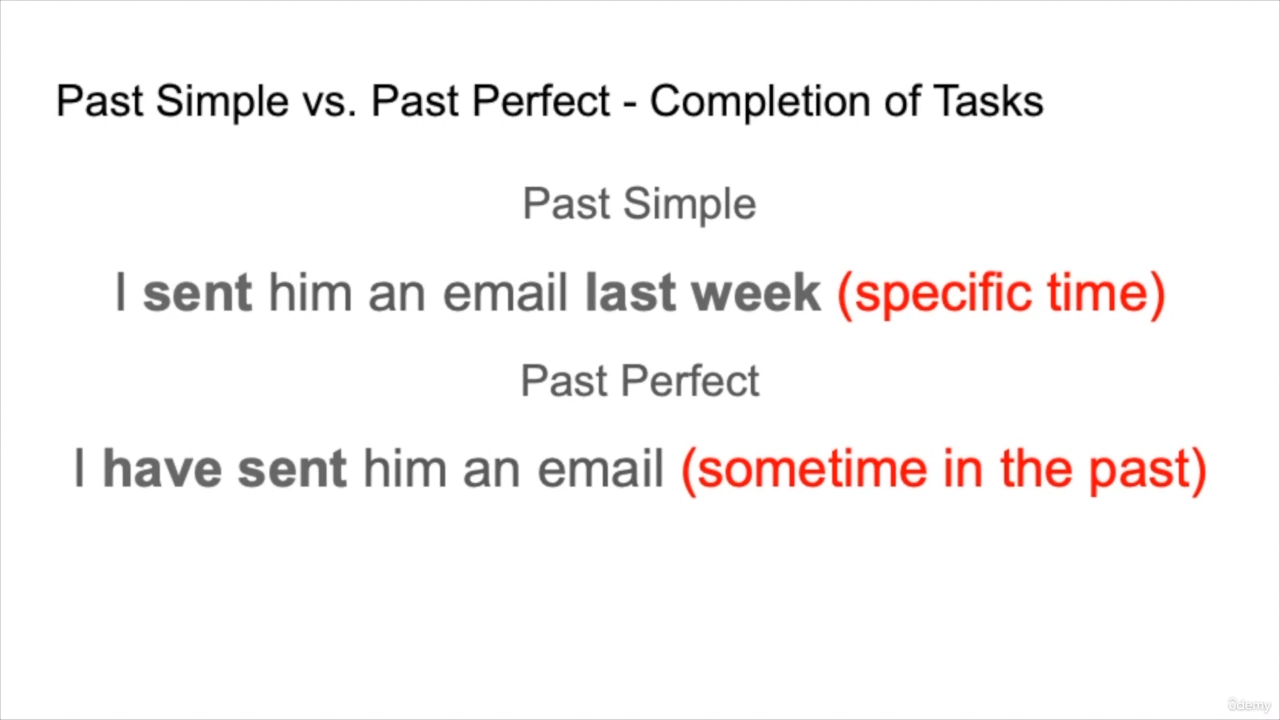 Past Simple vs. Past Perfect - Completion of Tasks
Past Simple
I sent him an email last week (specific time)
Past Perfect
I have sent him an email (sometime in the past)
ûdemy